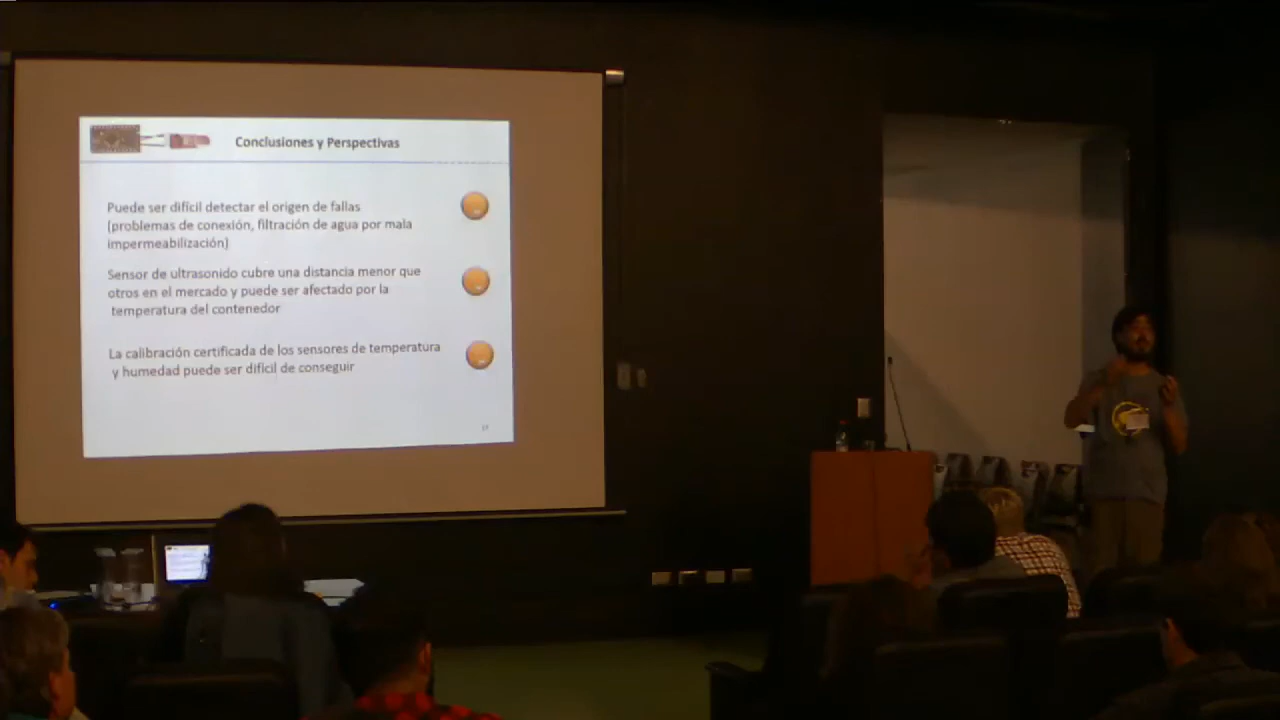 Conclusiones y Perspectivas
Puede ser difícil detectar el origen de fallas
(problemas de conexión, filtración de agua por mala
impermeabilización)
Sensor de ultrasonido cubre una distancia menor que
otros en el mercado y puede ser afectado por la
temperatura del contenedor
La calibración certificada de los sensores de temperatura
y humedad puede ser difícil de conseguir